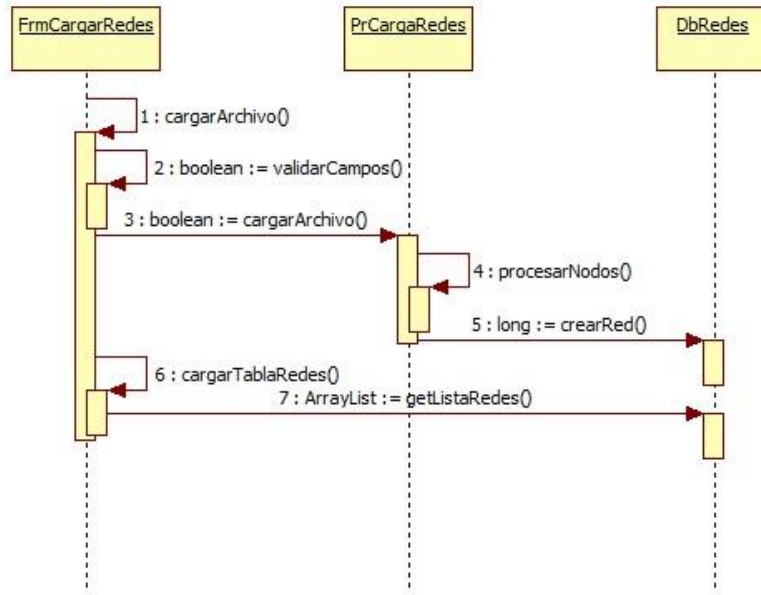 FrmCargarRedes
PrCargaRedes
DbRedes
1 : cargarArchivo()
2 : boolean := validarCampos()
3 : boolean := cargarArchivo()
4 : procesarNodos()
5 : long := crearRed()
6 : cargarTablaRedes()
7 : ArrayList := getListaRedes()